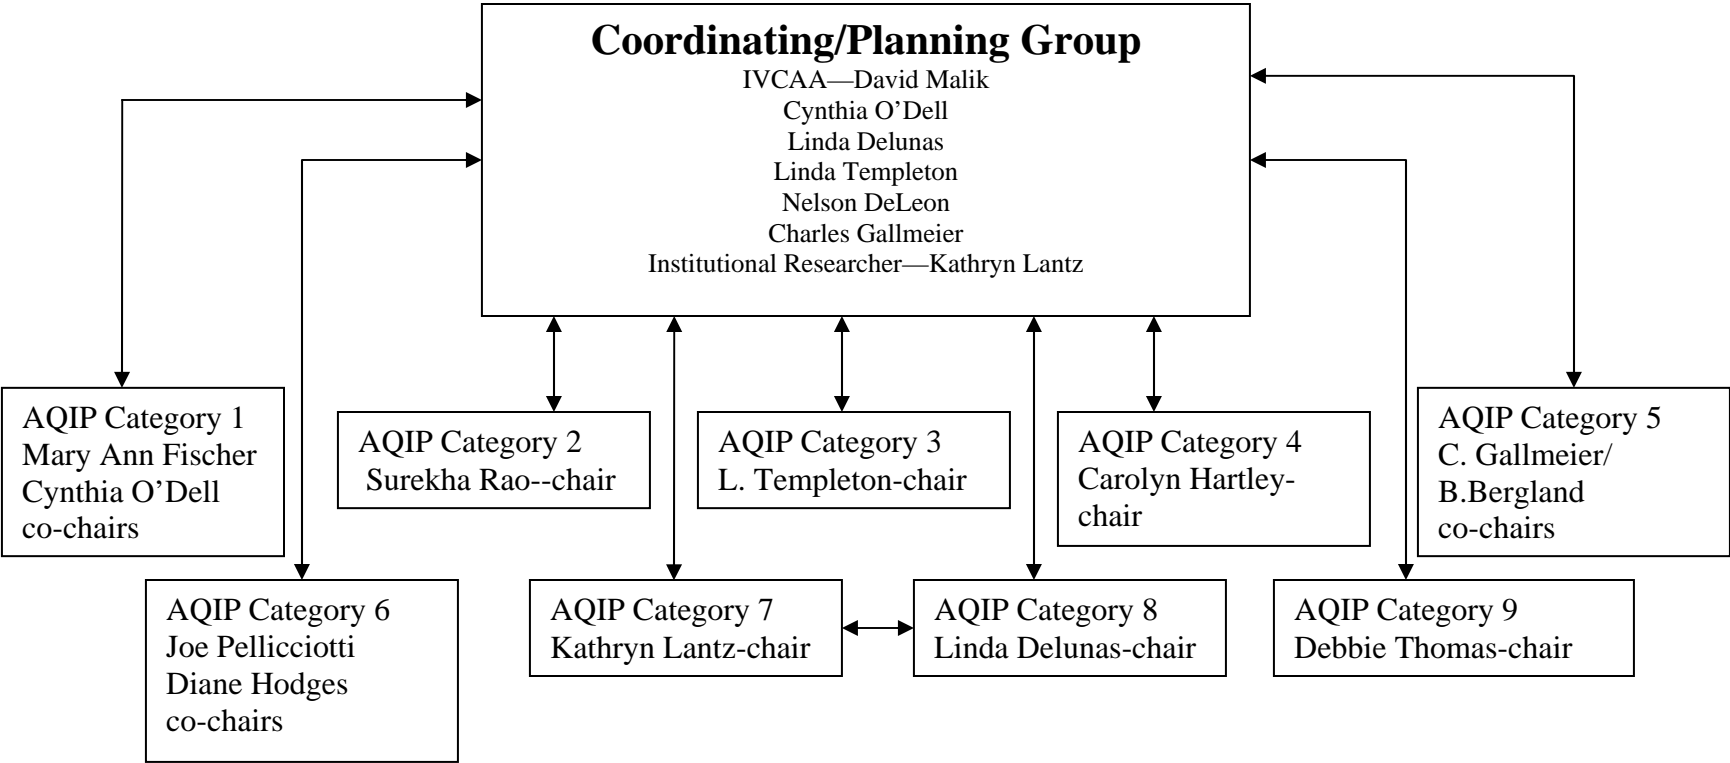 Coordinating/Planning Group
IVCAA—David Malik
Cynthia O’Dell
Linda Delunas
Linda Templeton
Nelson DeLeon
Charles Gallmeier
Institutional Researcher—Kathryn Lantz
AQIP Category 1
Mary Ann Fischer
Cynthia O’Dell
co-chairs
AQIP Category 2
Surekha Rao--chair
AQIP Category 3
L. Templeton-chair
AQIP Category 4
Carolyn Hartley-
chair
AQIP Category 5
C. Gallmeier/
B.Bergland
co-chairs
AQIP Category 6
Joe Pellicciotti
Diane Hodges
co-chairs
AQIP Category 7
Kathryn Lantz-chair
AQIP Category 8
Linda Delunas-chair
AQIP Category 9
Debbie Thomas-chair